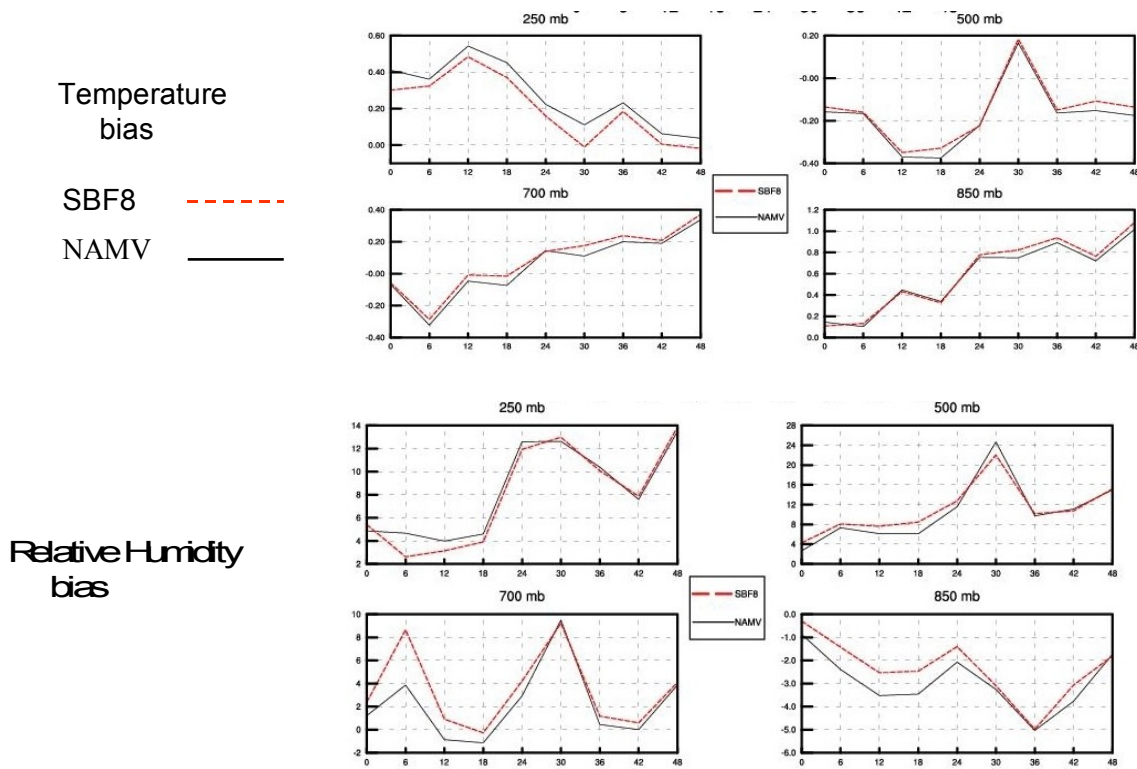 250 mb
500 mb
Temperature
bias
SBF8
NAMV
0.60
0.40
0.20
0.00
0 6 12 18 24 30 36 42 48
0.20
-0.00
-0.20
-0.40
0 6 12 18 24 30 36 42 48
700 mb
850 mb
SBF8
NAMV
0.40
0.20
-0.00
-0.20
-0.40
0 6 12 18 24 30 36 42 48
1.2
1.0
0.8
0.6
0.4
0.2
0.0
0 6 12 18 24 30 36 42 48
250 mb
500 mb
14
12
10
8
6
4
2
0 6 12 18 24 30 36 42 48
28
24
20
16
12
8
4
0
0 6 12 18 24 30 36 42 48
Relative Humidity
bias
700 mb
850 mb
SBF8
NAMV
10
8
6
4
2
0
-2
0 6 12 18 24 30 36 42 48
0.0
-1.0
-2.0
-3.0
-4.0
-5.0
-6.0
0 6 12 18 24 30 36 42 48